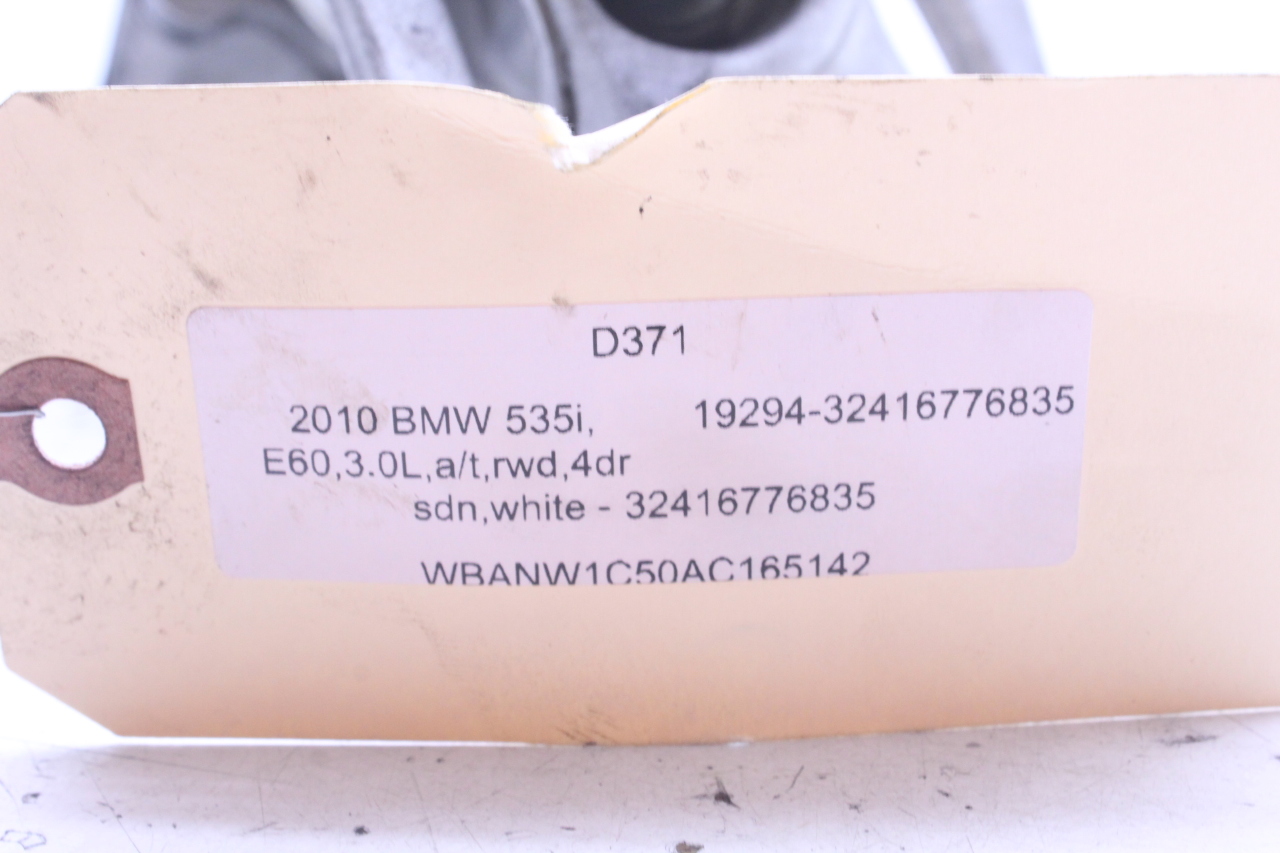 D371
2010 BMW 535i, 19294-32416776835
E60,3.0L,a/t,rwd,4dr
sdn,white - 32416776835
WBANW1C50AC165142